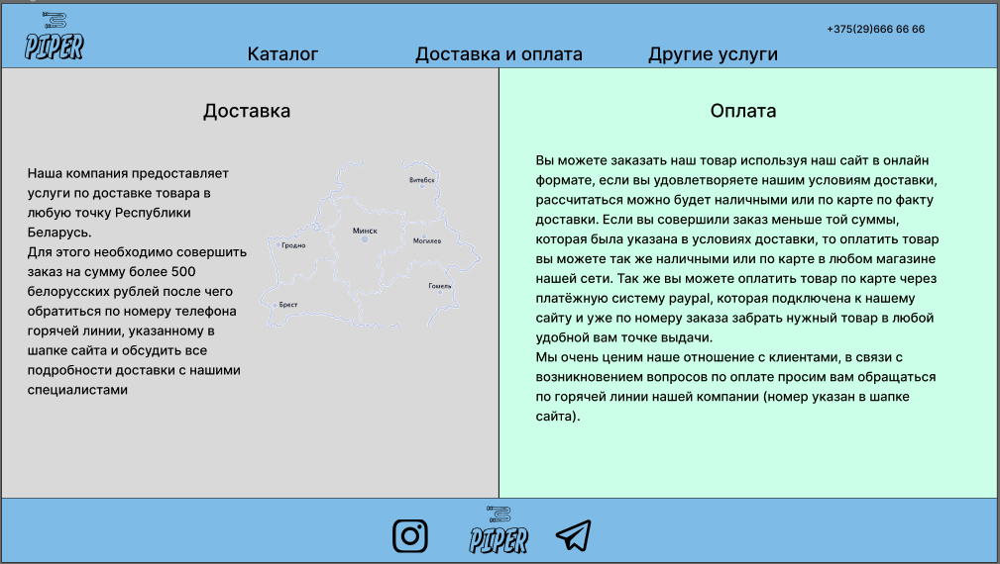 PIPER
+375(29)666 66 66
Каталог
Доставка и оплата
Другие услуги
Доставка
Наша компания предоставляет
услуги по доставке товара в
любую точку Республики
Беларусь.
Для этого необходимо совершить
заказ на сумму более 500
белорусских рублей после чего
обратиться по номеру телефона
горячей линии, указанному в
шапке сайта и обсудить все
подробности доставки с нашими
специалистами
Витебск
Минск
Могилев
Гродно
Гомель
Брест
Оплата
Вы можете заказать наш товар используя наш сайт в онлайн
формате, если вы удовлетворяете нашим условиям доставки,
рассчитаться можно будет наличными или по карте по факту
доставки. Если вы совершили заказ меньше той суммы,
которая была указана в условиях доставки, то оплатить товар
вы можете так же наличными или по карте в любом магазине
нашей сети. Так же вы можете оплатить товар по карте через
платёжную систему paypal, которая подключена к нашему
сайту и уже по номеру заказа забрать нужный товар в любой
удобной вам точке выдачи.
Мы очень ценим наше отношение с клиентами, в связи с
возникновением вопросов по оплате просим вам обращаться
по горячей линии нашей компании (номер указан в шапке
сайта).
PIPER